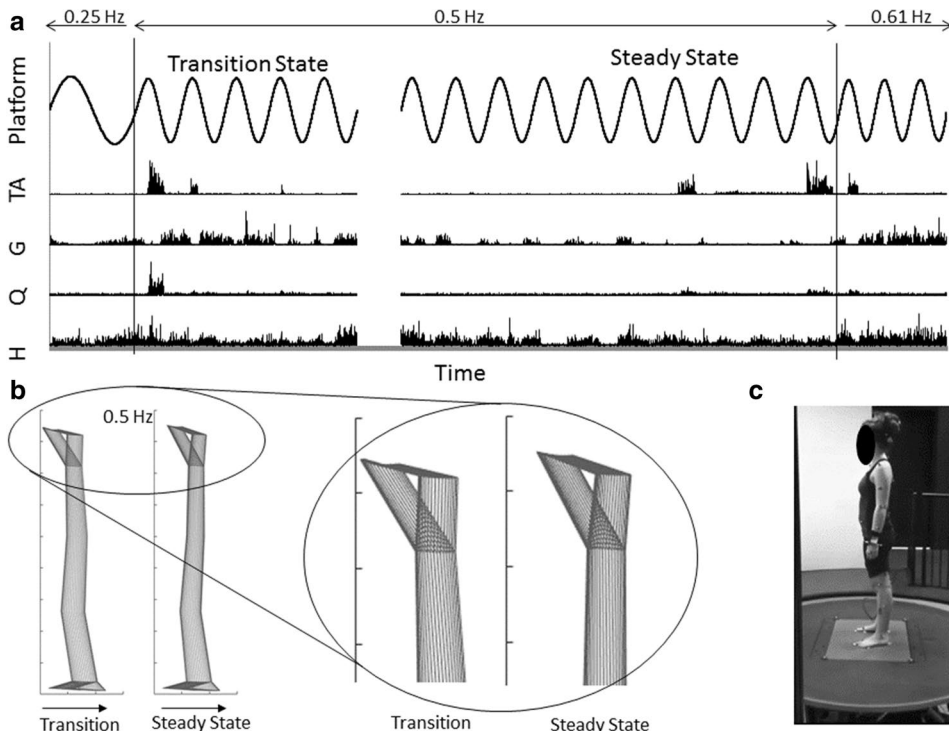 a
0.25 Hz
0.5 Hz
0.61 Hz
Platform
Transition State
Steady State
TA
G
Q
H
Time
b
0.5 Hz
Transition
Steady State
Transition
Steady State
c